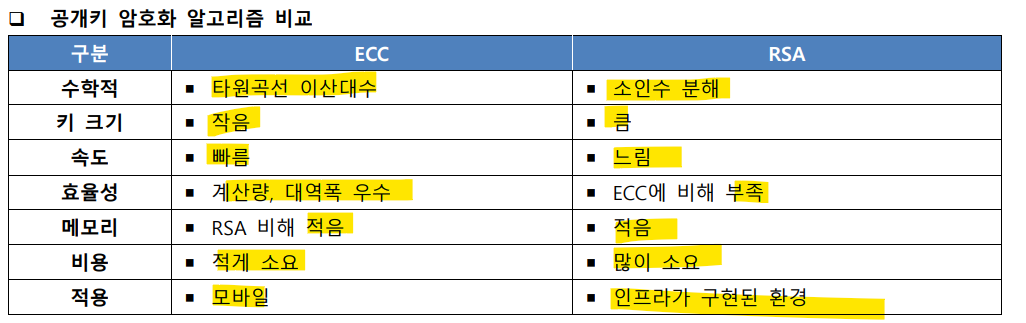 ❑ 공개키 암호화 알고리즘 비교
구분 ECC RSA
수학적 ▪ 타원곡선 이산대수 ▪ 소인수 분해
키 크기 ▪ 작음 ▪ 큼
속도 ▪ 빠름 ▪ 느림
효율성 ▪ 계산량, 대역폭 우수 ▪ ECC에 비해 부족
메모리 ▪ RSA 비해 적음 ▪ 적음
비용 ▪ 적게 소요 ▪ 많이 소요
적용 ▪ 모바일 ▪ 인프라가 구현된 환경